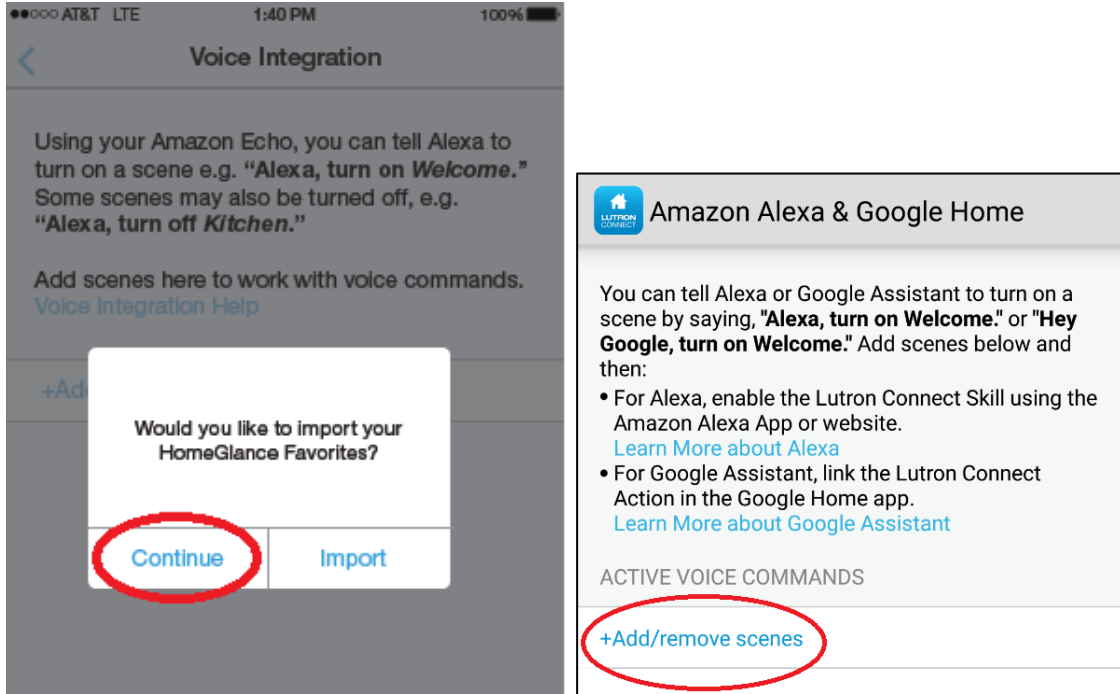 AT&T LTE 1:40 PM 100%
Voice Integration
Using your Amazon Echo, you can tell Alexa to
turn on a scene e.g. “Alexa, turn on Welcome.”
Some scenes may also be turned off, e.g.
“Alexa, turn off Kitchen.”
Add scenes here to work with voice commands.
Voice Integration Help
+Ad
Would you like to import your
HomeGlance Favorites?
Continue Import
LUTRON
CONNECT
Amazon Alexa & Google Home
You can tell Alexa or Google Assistant to turn on a
scene by saying, "Alexa, turn on Welcome." or "Hey
Google, turn on Welcome." Add scenes below and
then:
• For Alexa, enable the Lutron Connect Skill using the
Amazon Alexa App or website.
Learn More about Alexa
• For Google Assistant, link the Lutron Connect
Action in the Google Home app.
Learn More about Google Assistant
ACTIVE VOICE COMMANDS
+Add/remove scenes